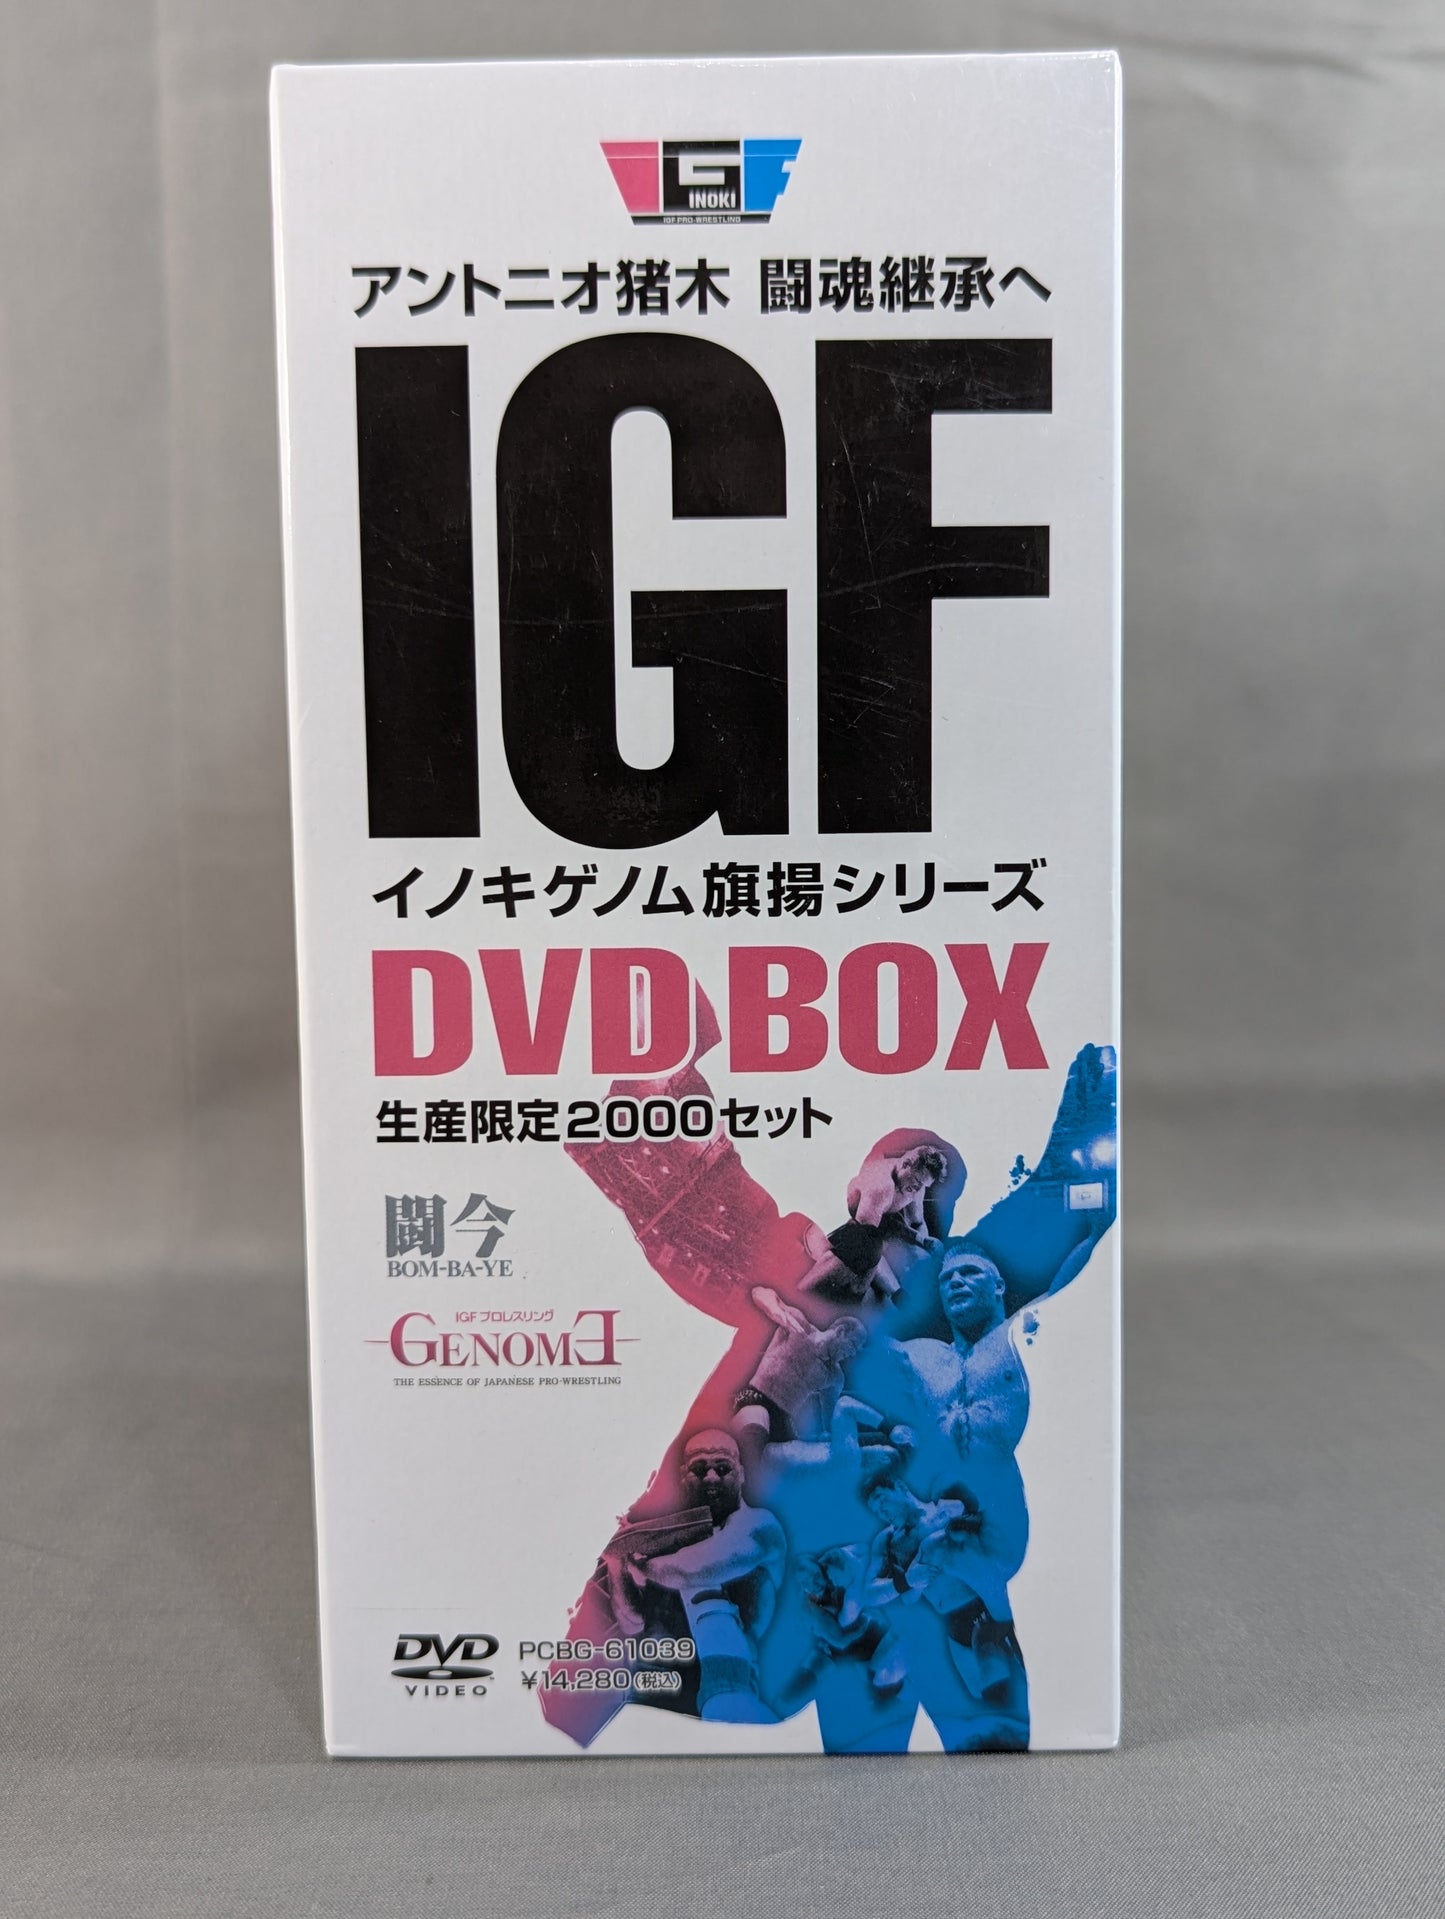 IGF
INOKI
IGF PRO-WRESTLING
アントニオ猪木 闘魂継承へ
IGF
イノキゲノム旗揚シリーズ
DVD BOX
生産限定2000セット
闘今
BOM-BA-YE
IGFプロレスリング
GENOME
THE ESSENCE OF JAPANESE PRO-WRESTLING
DVD
VIDEO
PCBG-61039
¥14,280(税込)